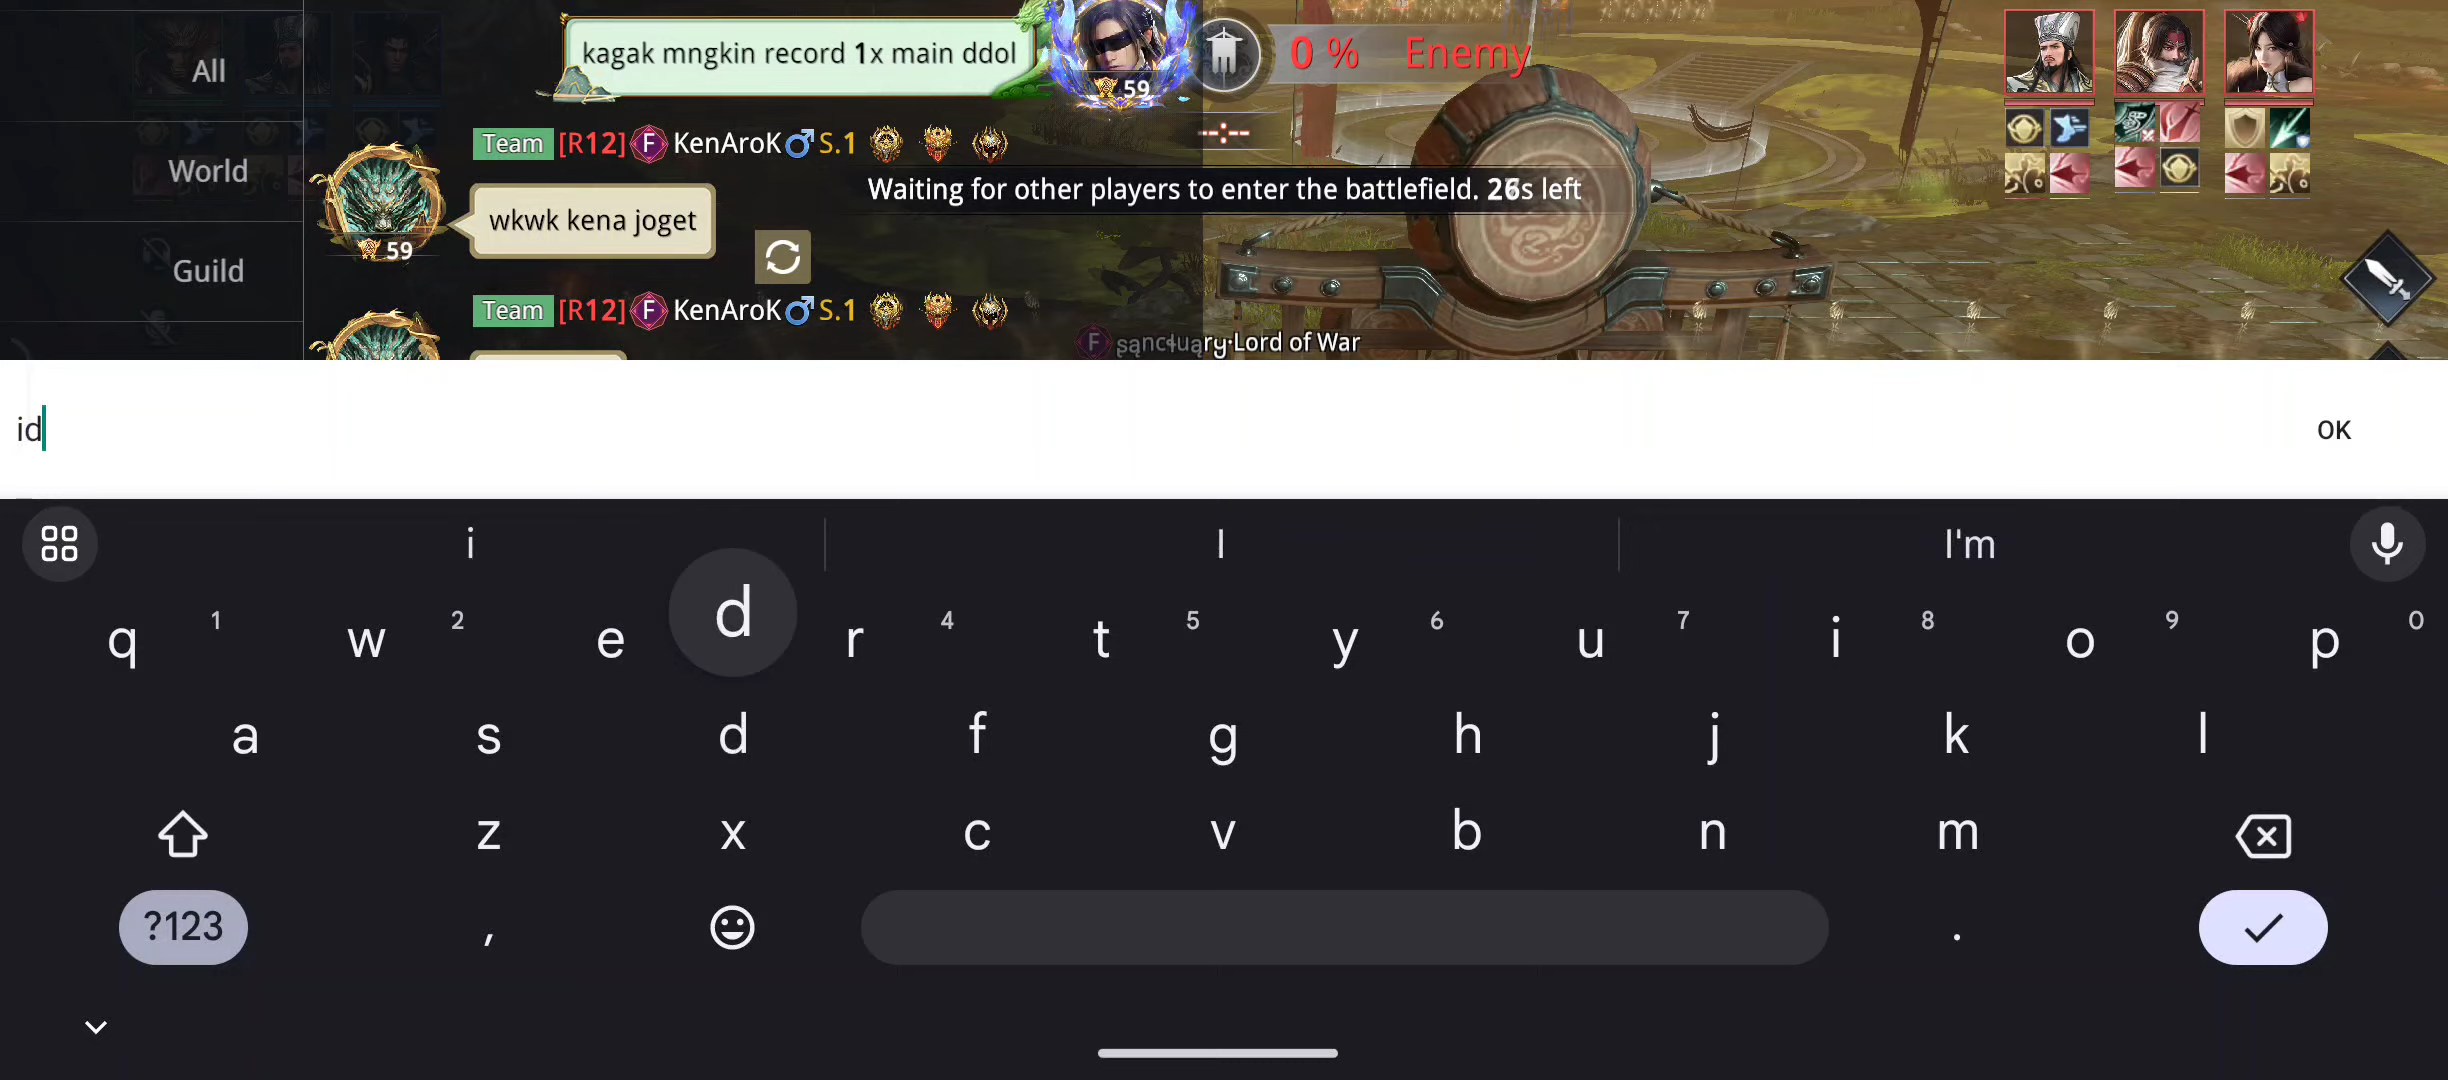 All
World
Guild
kagak mngkin record 1x main ddol
59
0 % Enemy
--:--
Team [R12] F KenAroK♂S.1
59
wkwk kena joget
Waiting for other players to enter the battlefield. 26s left
Team [R12] F KenAroK♂S.1
F sąnctuąry·Lord of War
id
OK
i I I'm
d
q 1 w 2 e r 4 t 5 y 6 u 7 i 8 o 9 p 0
a s d f g h j k l
z x c v b n m
?123 , .